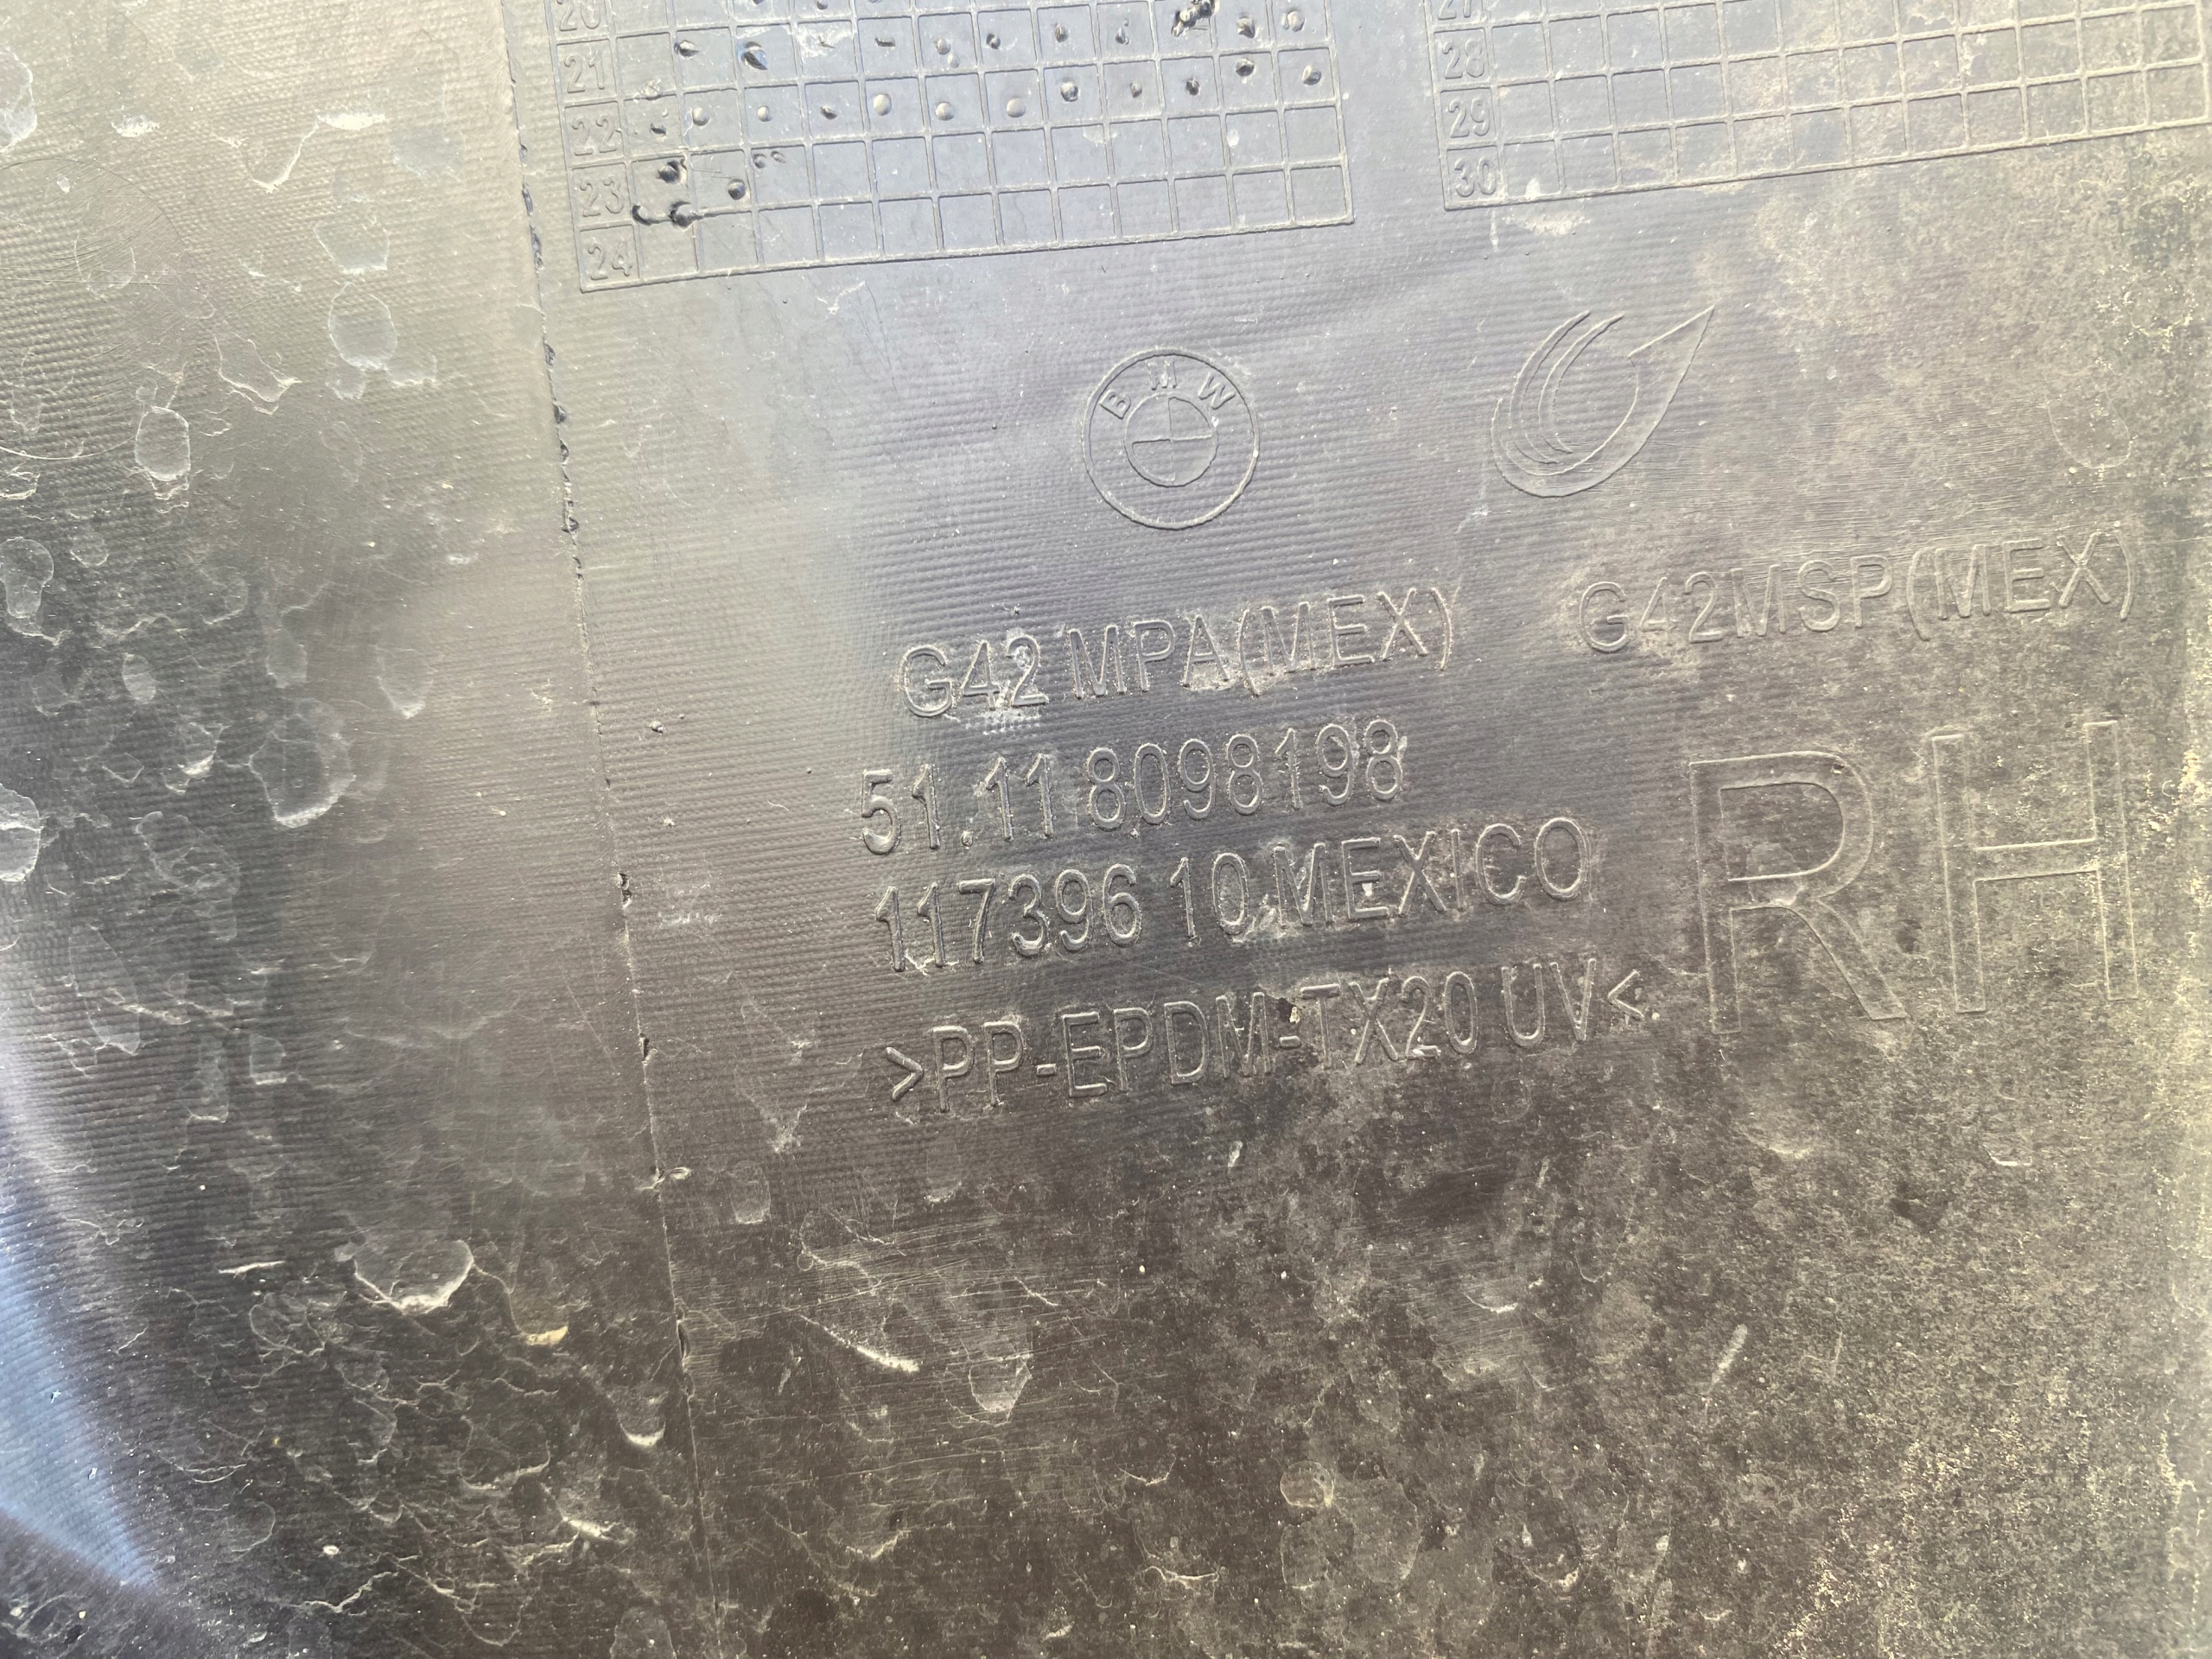 20
21
22
23
24
27
28
29
30
BMW
G42 MPA(MEX)
G42MSP(MEX)
51.11 8098198
117396 10 MEXICO
>PP-EPDM-TX20 UV<
RH